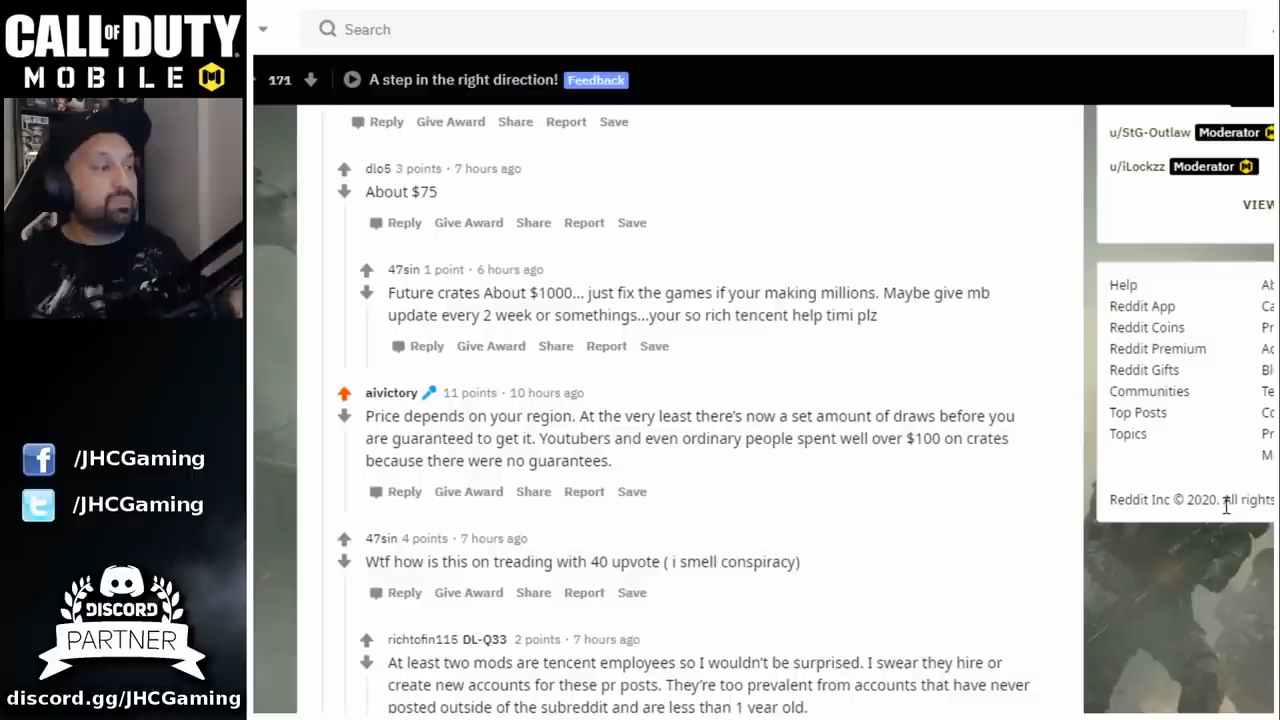 CALL OF DUTY
MOBILE
/JHCGaming
/JHCGaming
DISCORD
PARTNER
discord.gg/JHCGaming
Search
171 A step in the right direction! Feedback
Reply Give Award Share Report Save
dlo5 3 points · 7 hours ago
About $75
Reply Give Award Share Report Save
47sin 1 point · 6 hours ago
Future crates About $1000... just fix the games if your making millions. Maybe give mb
update every 2 week or somethings...your so rich tencent help timi plz
Reply Give Award Share Report Save
aivictory 11 points · 10 hours ago
Price depends on your region. At the very least there's now a set amount of draws before you
are guaranteed to get it. Youtubers and even ordinary people spent well over $100 on crates
because there were no guarantees.
Reply Give Award Share Report Save
47sin 4 points · 7 hours ago
Wtf how is this on treading with 40 upvote ( i smell conspiracy)
Reply Give Award Share Report Save
richtofin115 DL-Q33 2 points · 7 hours ago
At least two mods are tencent employees so I wouldn't be surprised. I swear they hire or
create new accounts for these pr posts. They're too prevalent from accounts that have never
posted outside of the subreddit and are less than 1 year old.
u/StG-Outlaw Moderator
u/iLockzz Moderator
VIEW
Help
Reddit App
Reddit Coins
Reddit Premium
Reddit Gifts
Communities
Top Posts
Topics
Reddit Inc © 2020. All rights